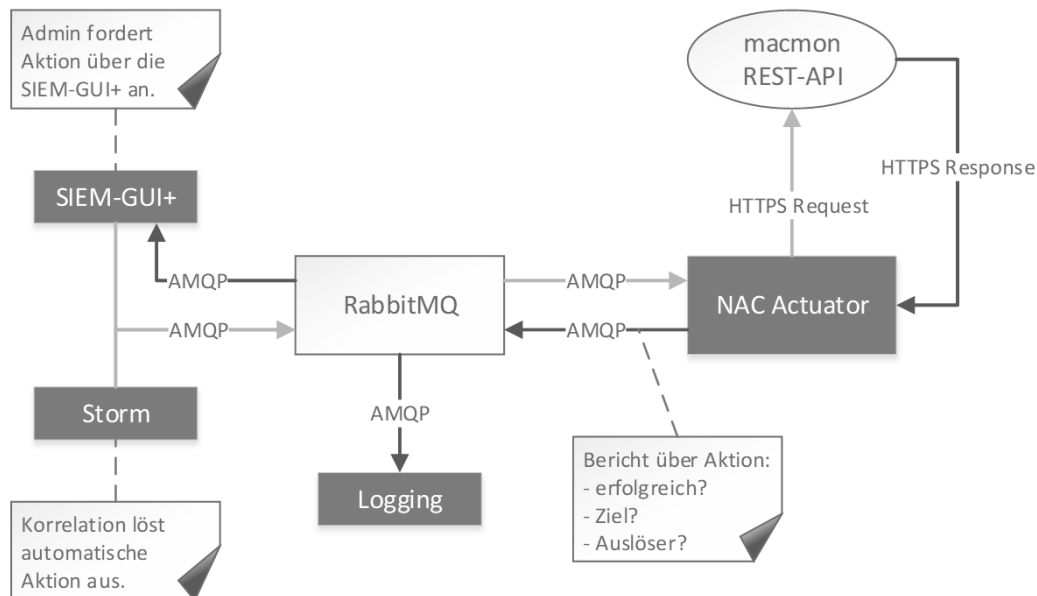 Admin fordert
Aktion über die
SIEM-GUI+ an.
macmon
REST-API
SIEM-GUI+
HTTPS Response
HTTPS Request
AMQP
AMQP
RabbitMQ
NAC Actuator
AMQP
AMQP
Storm
AMQP
Logging
Bericht über Aktion:
- erfolgreich?
- Ziel?
- Auslöser?
Korrelation löst
automatische
Aktion aus.